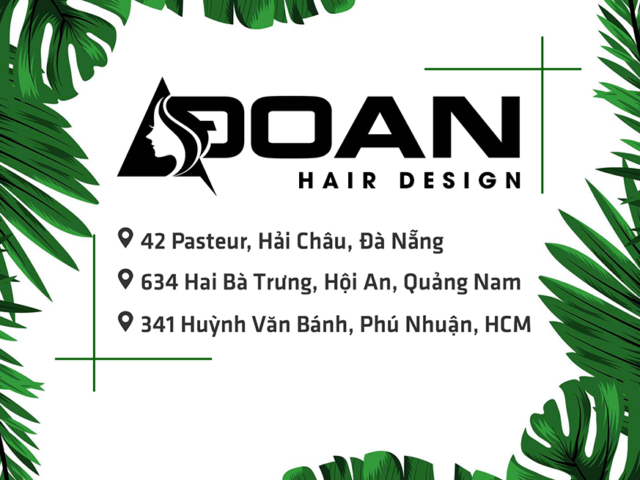 ĐOAN
HAIR DESIGN
42 Pasteur, Hải Châu, Đà Nẵng
634 Hai Bà Trưng, Hội An, Quảng Nam
341 Huỳnh Văn Bánh, Phú Nhuận, HCM